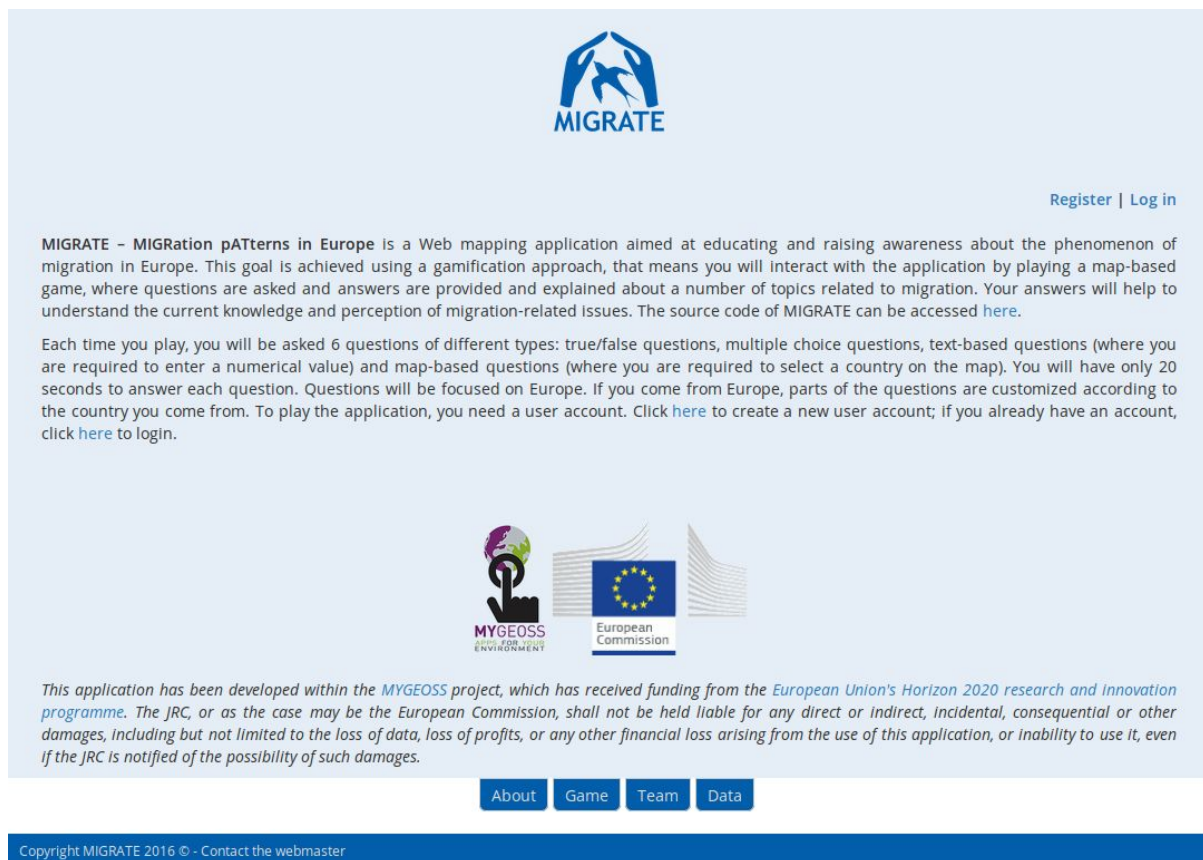 MIGRATE
Register | Log in
MIGRATE – MIGRation pATterns in Europe is a Web mapping application aimed at educating and raising awareness about the phenomenon of
migration in Europe. This goal is achieved using a gamification approach, that means you will interact with the application by playing a map-based
game, where questions are asked and answers are provided and explained about a number of topics related to migration. Your answers will help to
understand the current knowledge and perception of migration-related issues. The source code of MIGRATE can be accessed here.
Each time you play, you will be asked 6 questions of different types: true/false questions, multiple choice questions, text-based questions (where you
are required to enter a numerical value) and map-based questions (where you are required to select a country on the map). You will have only 20
seconds to answer each question. Questions will be focused on Europe. If you come from Europe, parts of the questions are customized according to
the country you come from. To play the application, you need a user account. Click here to create a new user account; if you already have an account,
click here to login.
MYGEOSS
APPS FOR YOUR
ENVIRONMENT
European
Commission
This application has been developed within the MYGEOSS project, which has received funding from the European Union's Horizon 2020 research and innovation
programme. The JRC, or as the case may be the European Commission, shall not be held liable for any direct or indirect, incidental, consequential or other
damages, including but not limited to the loss of data, loss of profits, or any other financial loss arising from the use of this application, or inability to use it, even
if the JRC is notified of the possibility of such damages.
About Game Team Data
Copyright MIGRATE 2016 © - Contact the webmaster